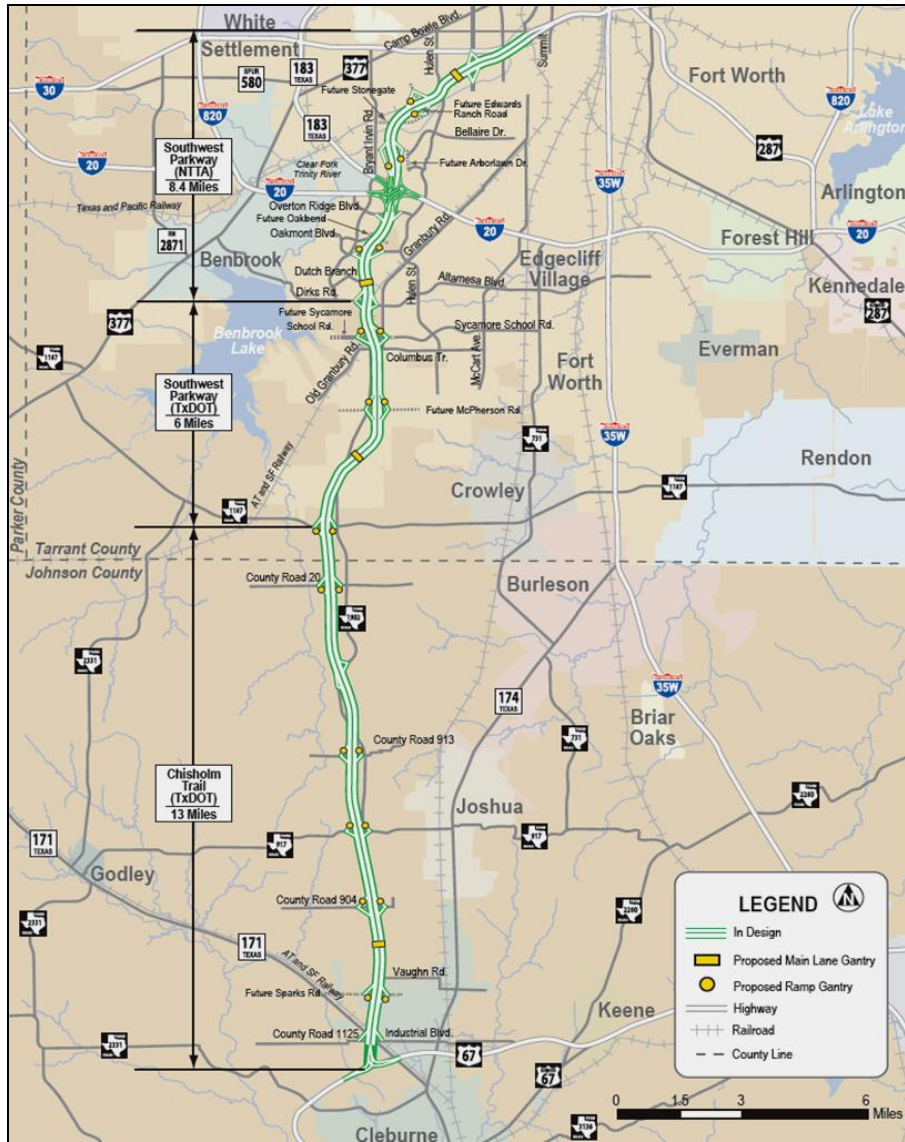 White
Settlement
Camp Bowie Blvd.
Hulen St.
Summit
Fort Worth
SPUR
580
183
TEXAS
377
Future Stonegate
30
820
820
Lake
Arlington
Future Edwards
Ranch Road
Bellaire Dr.
183
TEXAS
Bryant Irvin Rd.
287
Southwest
Parkway
(NTTA)
8.4 Miles
20
Clear Fork
Trinity River
Future Arborlawn Dr.
35W
Arlington
20
Texas and Pacific Railway
Overton Ridge Blvd.
Future Oakbend
Oakmont Blvd.
Granbury Rd.
20
20
RM
2871
Benbrook
Edgecliff
Village
Forest Hill
Dutch Branch
Dirks Rd.
Hulen St.
Altamesa Blvd.
Kennedale
287
377
Future Sycamore
School Rd.
Benbrook
Lake
Sycamore School Rd.
McCart Ave.
Everman
1187
Old Granbury Rd.
Columbus Tr.
Fort
Worth
Southwest
Parkway
(TxDOT)
6 Miles
Future McPherson Rd.
731
35W
AT and SF Railway
Rendon
Crowley
1187
1187
Parker County
Tarrant County
Johnson County
County Road 20
Burleson
1902
2331
35W
174
TEXAS
Briar
Oaks
731
County Road 913
Chisholm
Trail
(TxDOT)
13 Miles
2280
Joshua
171
TEXAS
917
917
Godley
County Road 904
LEGEND
N
In Design
Proposed Main Lane Gantry
Proposed Ramp Gantry
Highway
Railroad
County Line
2331
2280
171
TEXAS
AT and SF Railway
Vaughn Rd.
Future Sparks Rd.
Keene
County Road 1125
Industrial Blvd.
2331
67
67
0 1.5 3 6
Miles
3136
Cleburne